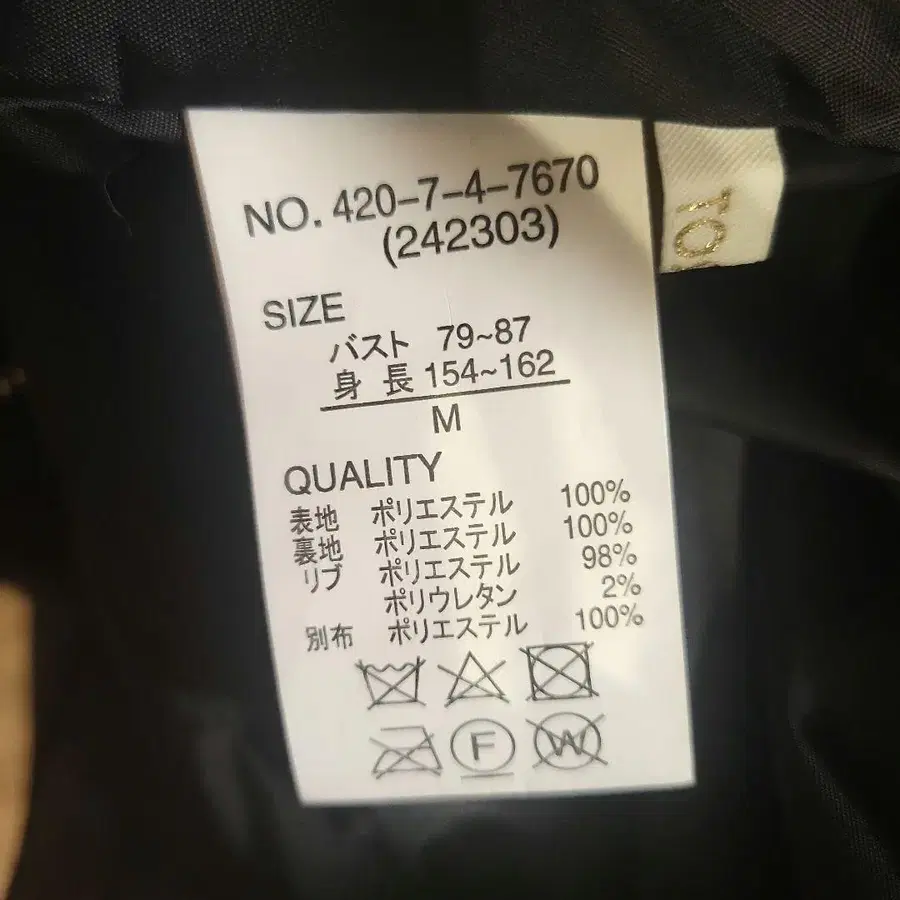 NO. 420-7-4-7670
(242303)
SIZE
バスト 79~87
身 長 154~162
M
QUALITY
表地 ポリエステル 100%
裏地 ポリエステル 100%
リブ ポリエステル 98%
ポリウレタン 2%
別布 ポリエステル 100%
F
W
TO